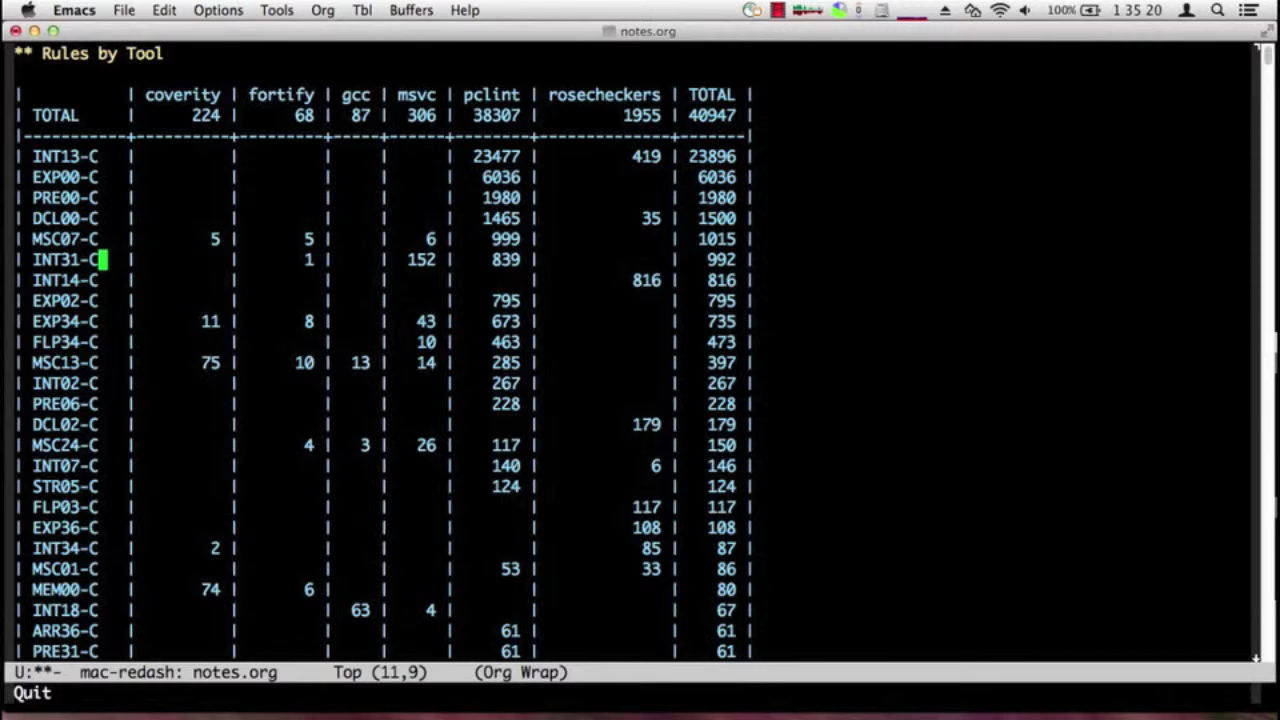 Emacs File Edit Options Tools Org Tbl Buffers Help 100% 1 35 20
notes.org
** Rules by Tool
| | coverity | fortify | gcc | msvc | pclint | rosecheckers | TOTAL |
| TOTAL | 224 | 68 | 87 | 306 | 38307 | 1955 | 40947 |
|------------+----------+---------+-----+------+--------+--------------+-------|
| INT13-C | | | | | 23477 | 419 | 23896 |
| EXP00-C | | | | | 6036 | | 6036 |
| PRE00-C | | | | | 1980 | | 1980 |
| DCL00-C | | | | | 1465 | 35 | 1500 |
| MSC07-C | 5 | 5 | | 6 | 999 | | 1015 |
| INT31-C | | 1 | | 152 | 839 | | 992 |
| INT14-C | | | | | | 816 | 816 |
| EXP02-C | | | | | 795 | | 795 |
| EXP34-C | 11 | 8 | | 43 | 673 | | 735 |
| FLP34-C | | | | 10 | 463 | | 473 |
| MSC13-C | 75 | 10 | 13 | 14 | 285 | | 397 |
| INT02-C | | | | | 267 | | 267 |
| PRE06-C | | | | | 228 | | 228 |
| DCL02-C | | | | | | 179 | 179 |
| MSC24-C | | 4 | 3 | 26 | 117 | | 150 |
| INT07-C | | | | | 140 | 6 | 146 |
| STR05-C | | | | | 124 | | 124 |
| FLP03-C | | | | | | 117 | 117 |
| EXP36-C | | | | | | 108 | 108 |
| INT34-C | 2 | | | | | 85 | 87 |
| MSC01-C | | | | | 53 | 33 | 86 |
| MEM00-C | 74 | 6 | | | | | 80 |
| INT18-C | | | 63 | 4 | | | 67 |
| ARR36-C | | | | | 61 | | 61 |
| PRE31-C | | | | | 61 | | 61 |
U:**- mac-redash: notes.org Top (11,9) (Org Wrap)
Quit